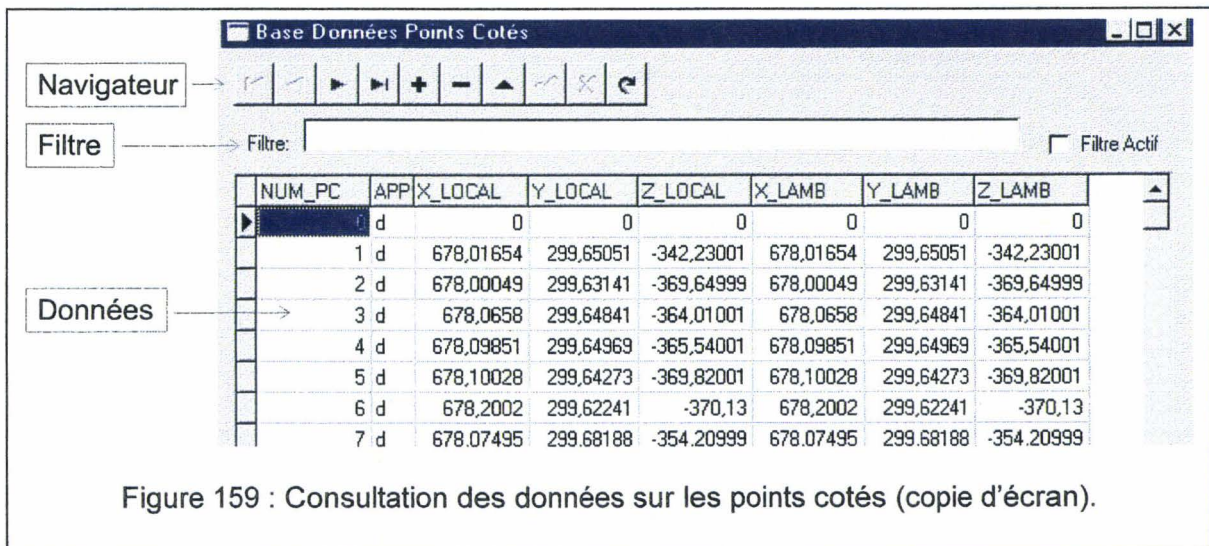 Base Données Points Cotés
Navigateur
Filtre
Filtre:
Filtre Actif
NUM_PC APP X_LOCAL Y_LOCAL Z_LOCAL X_LAMB Y_LAMB Z_LAMB
0 d 0 0 0 0 0 0
1 d 678,01654 299,65051 -342,23001 678,01654 299,65051 -342,23001
2 d 678,00049 299,63141 -369,64999 678,00049 299,63141 -369,64999
Données
3 d 678,0658 299,64841 -364,01001 678,0658 299,64841 -364,01001
4 d 678,09851 299,64969 -365,54001 678,09851 299,64969 -365,54001
5 d 678,10028 299,64273 -369,82001 678,10028 299,64273 -369,82001
6 d 678,2002 299,62241 -370,13 678,2002 299,62241 -370,13
7 d 678,07495 299,68188 -354,20999 678,07495 299,68188 -354,20999
Figure 159 : Consultation des données sur les points cotés (copie d'écran).